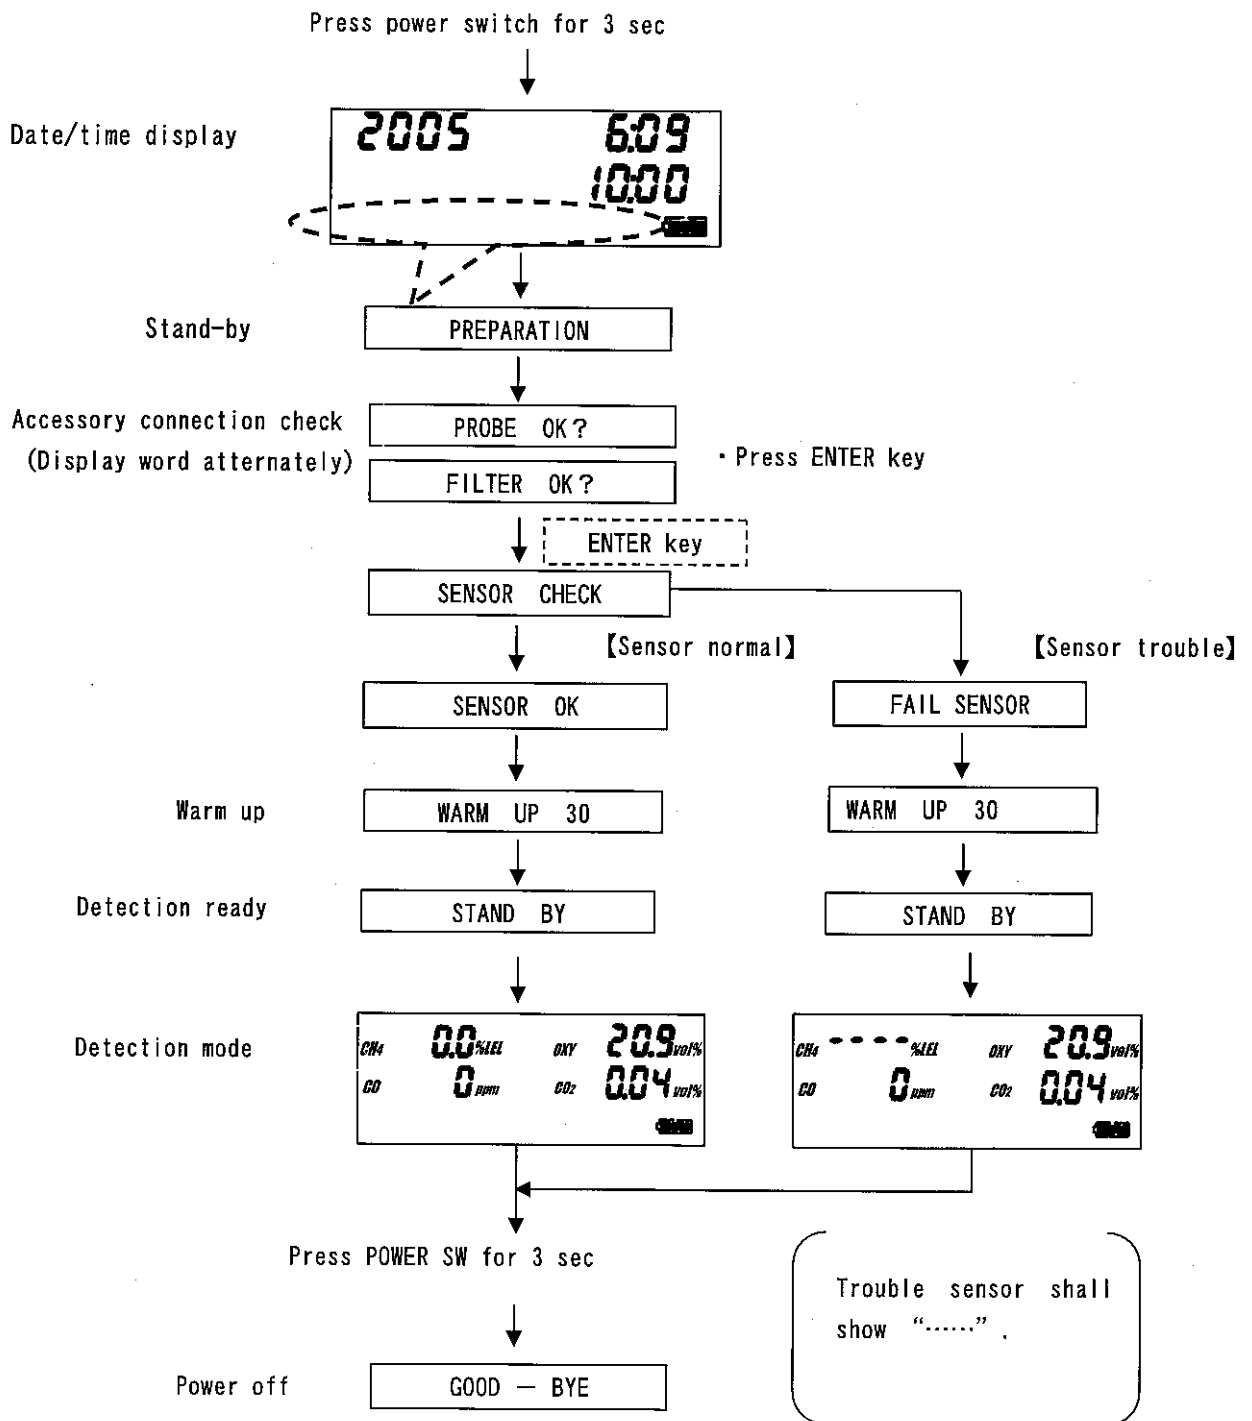 Press power switch for 3 sec
Date/time display
2005 6:09
10:00
Stand-by
PREPARATION
Accessory connection check
(Display word atternately)
PROBE OK?
FILTER OK?
・Press ENTER key
ENTER key
SENSOR CHECK
【Sensor normal】
【Sensor trouble】
SENSOR OK
FAIL SENSOR
Warm up
WARM UP 30
WARM UP 30
Detection ready
STAND BY
STAND BY
Detection mode
CH4 0.0 %LEL OXY 20.9 vol%
CO 0 ppm CO2 0.04 vol%
CH4 ---- %LEL OXY 20.9 vol%
CO 0 ppm CO2 0.04 vol%
Press POWER SW for 3 sec
Trouble sensor shall
show “······” .
Power off
GOOD — BYE